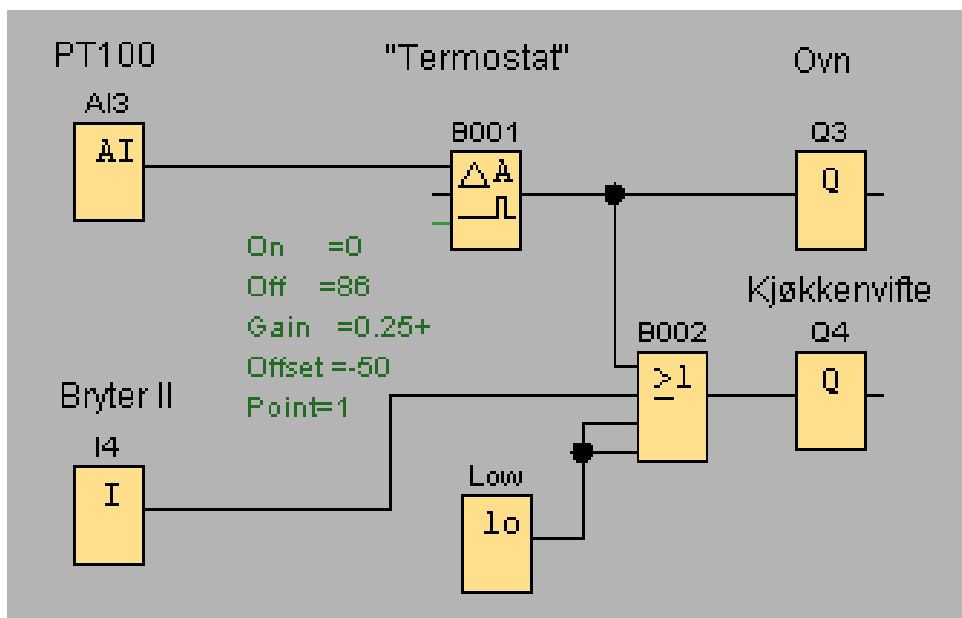 PT100
"Termostat"
Ovn
AI3
AI
B001
△A
Q3
Q
On =0
Off =86
Gain =0.25+
Offset =-50
Point=1
Kjøkkenvifte
B002
≥1
Q4
Q
Bryter II
I4
I
Low
lo